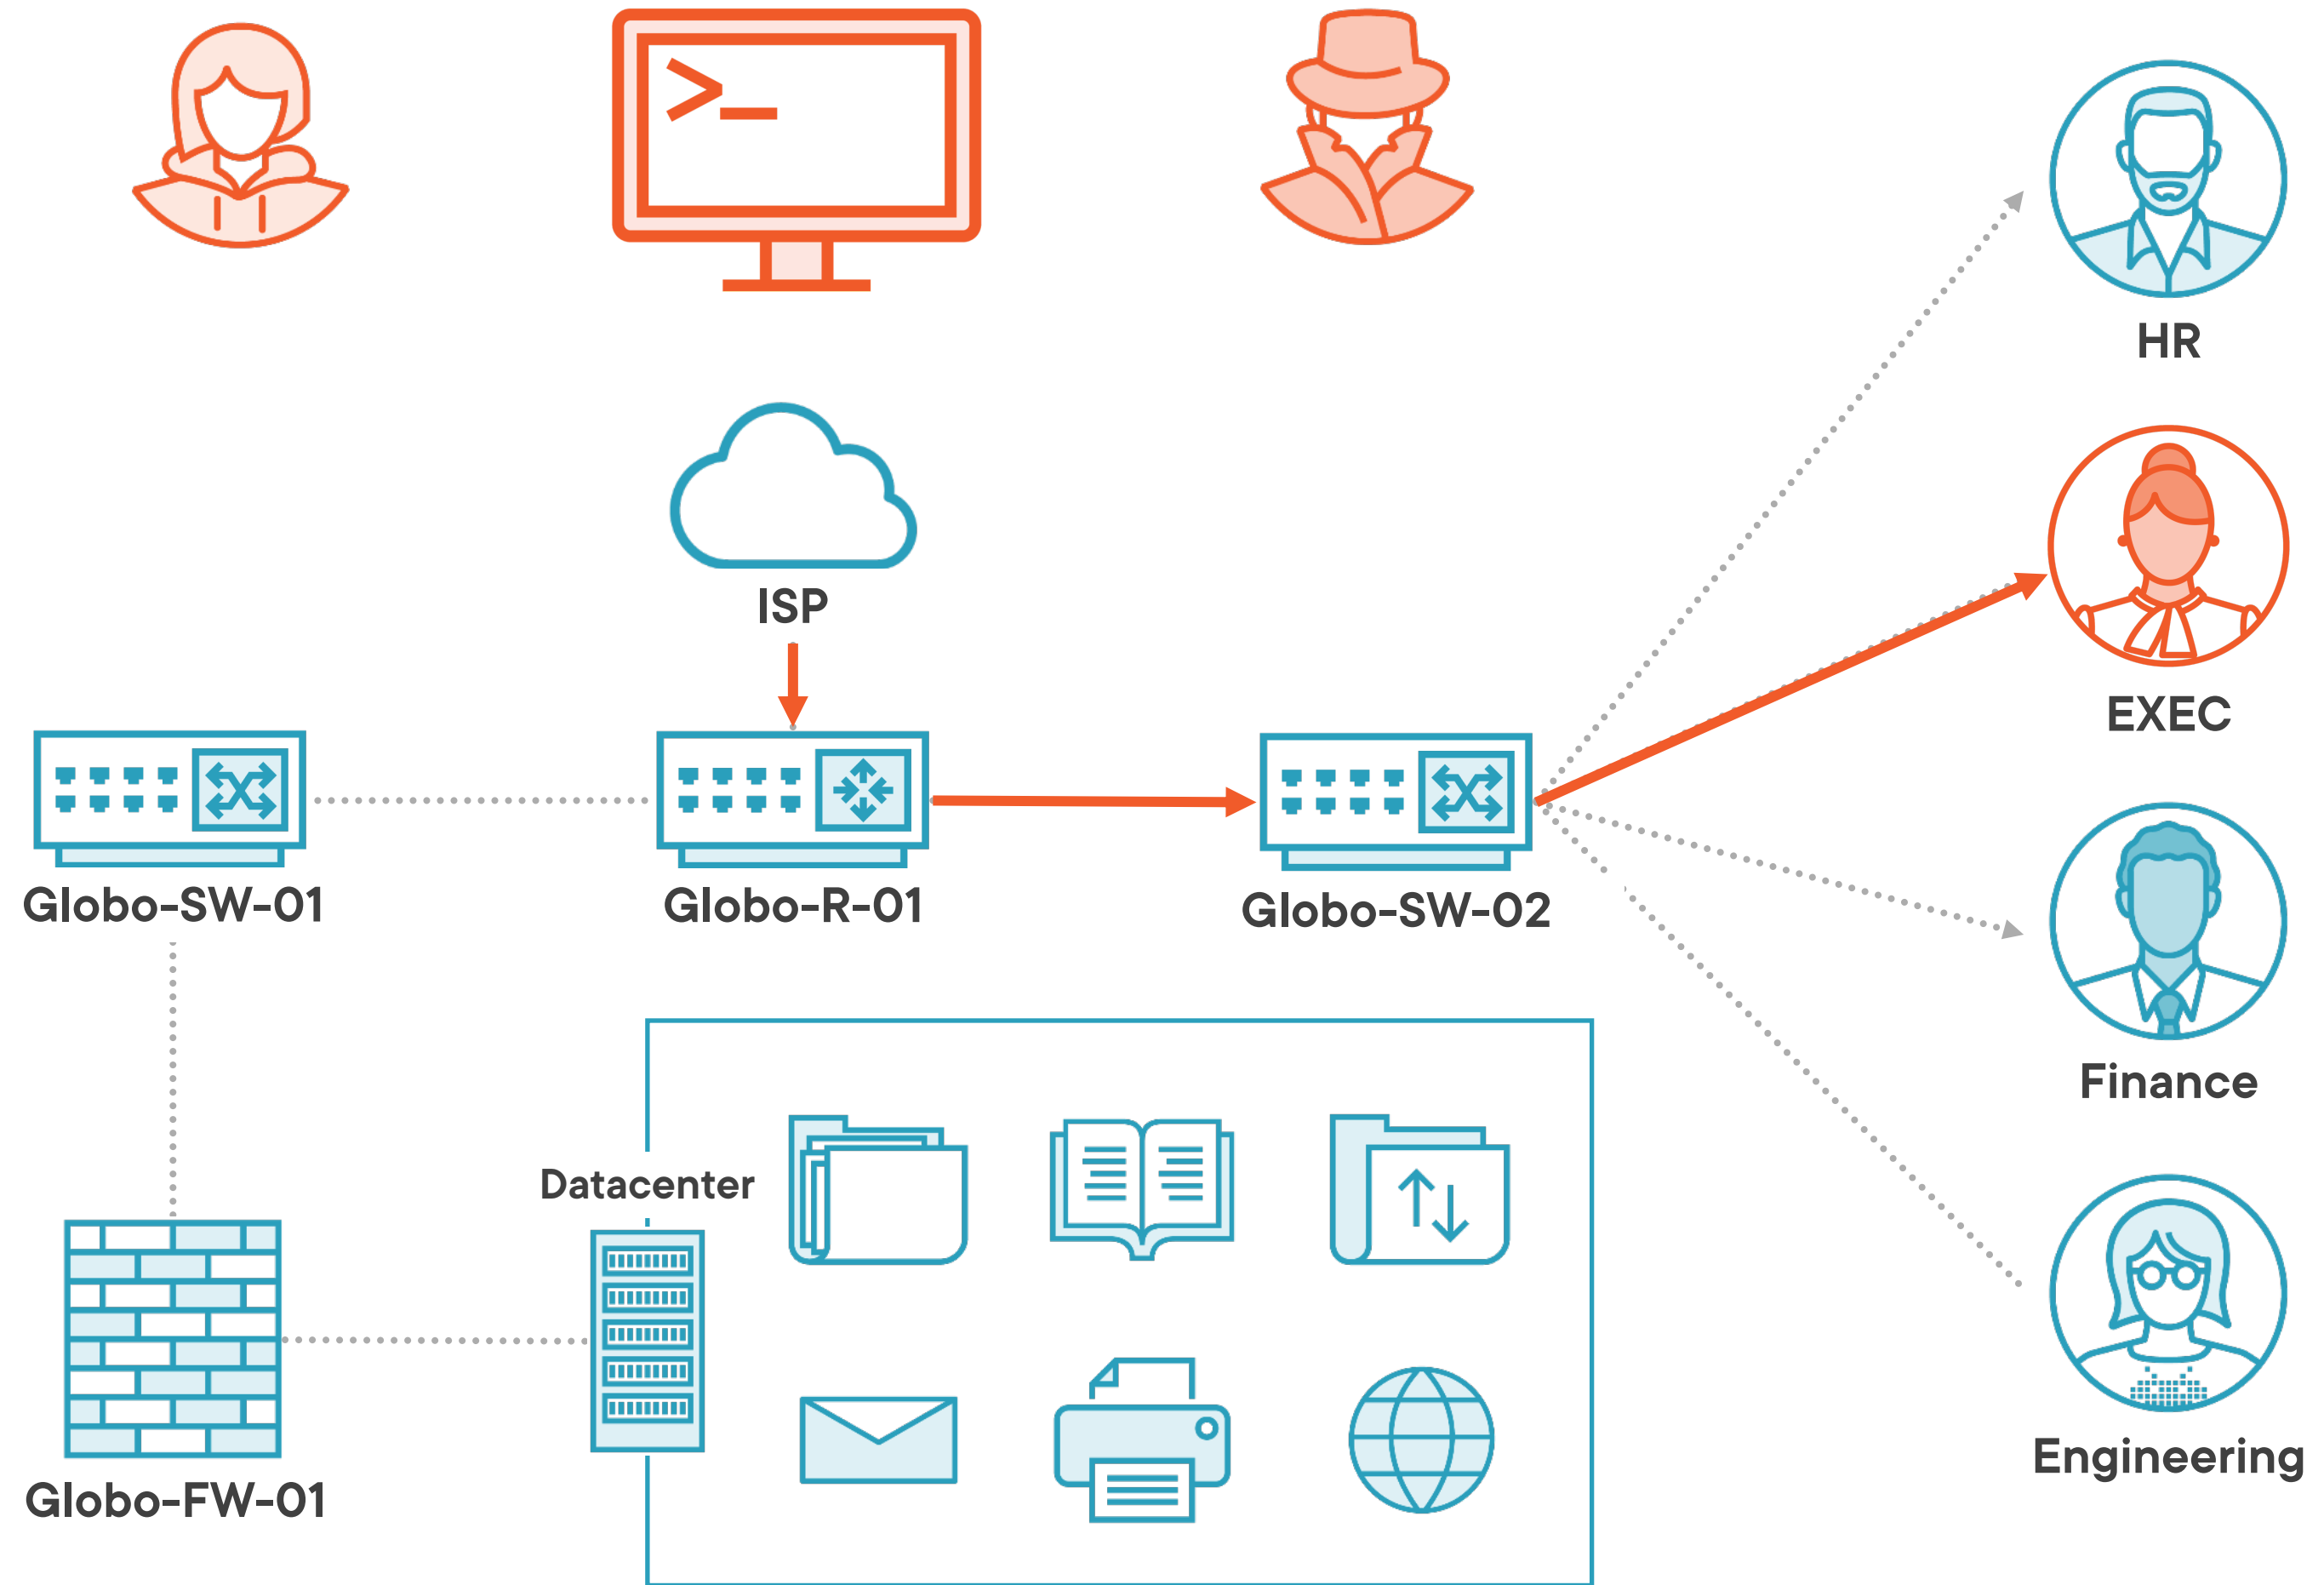 >_
HR
ISP
EXEC
Globo-SW-01
Globo-R-01
Globo-SW-02
Finance
Datacenter
Engineering
Globo-FW-01